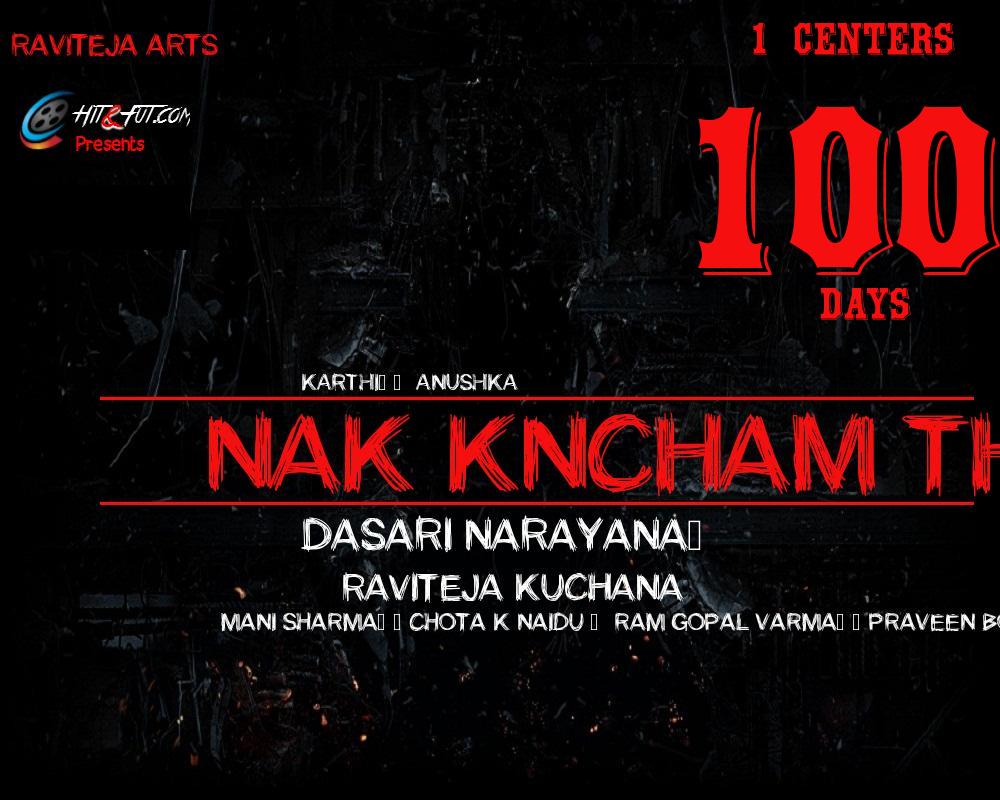 RAVITEJA ARTS
1 CENTERS
HIT&FUT.COM
Presents
100
DAYS
KARTHI ANUSHKA
NAK KNCHAM TH
DASARI NARAYANA
RAVITEJA KUCHANA
MANI SHARMA CHOTA K NAIDU RAM GOPAL VARMA PRAVEEN BO